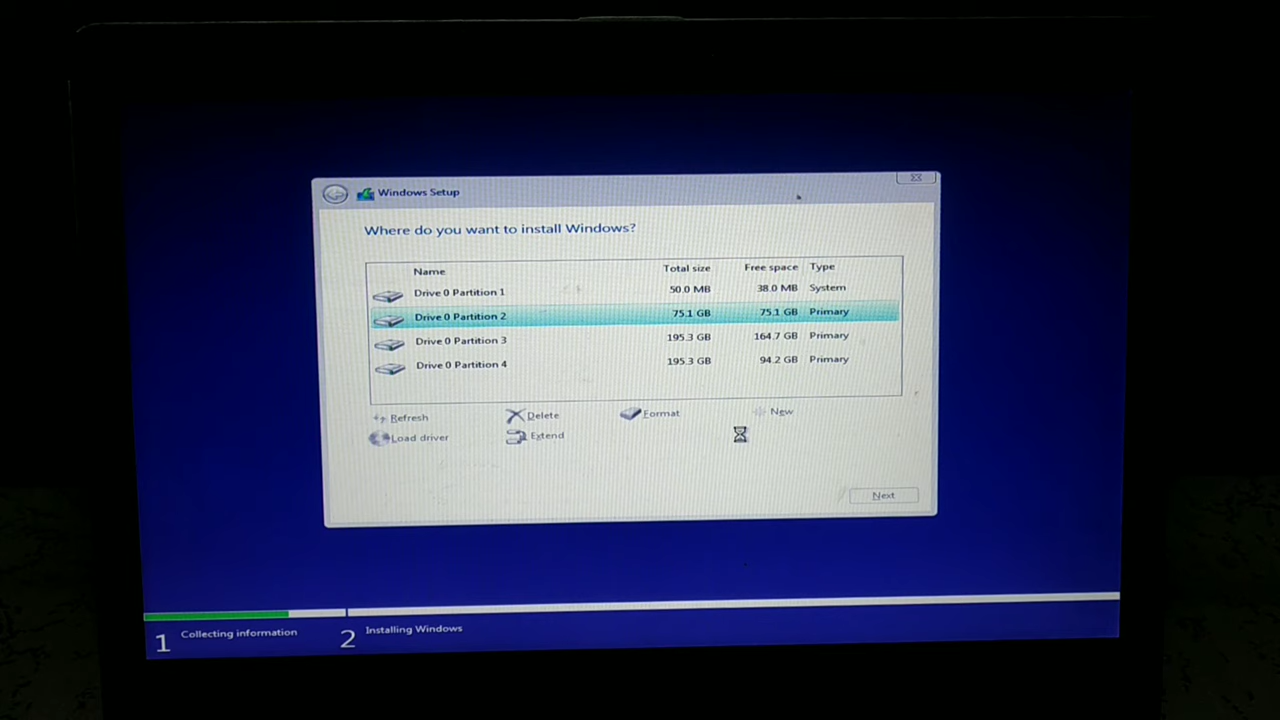 Windows Setup
Where do you want to install Windows?
Name Total size Free space Type
Drive 0 Partition 1 50.0 MB 38.0 MB System
Drive 0 Partition 2 75.1 GB 75.1 GB Primary
Drive 0 Partition 3 195.3 GB 164.7 GB Primary
Drive 0 Partition 4 195.3 GB 94.2 GB Primary
Refresh Delete Format New
Load driver Extend
Next
1 Collecting information 2 Installing Windows